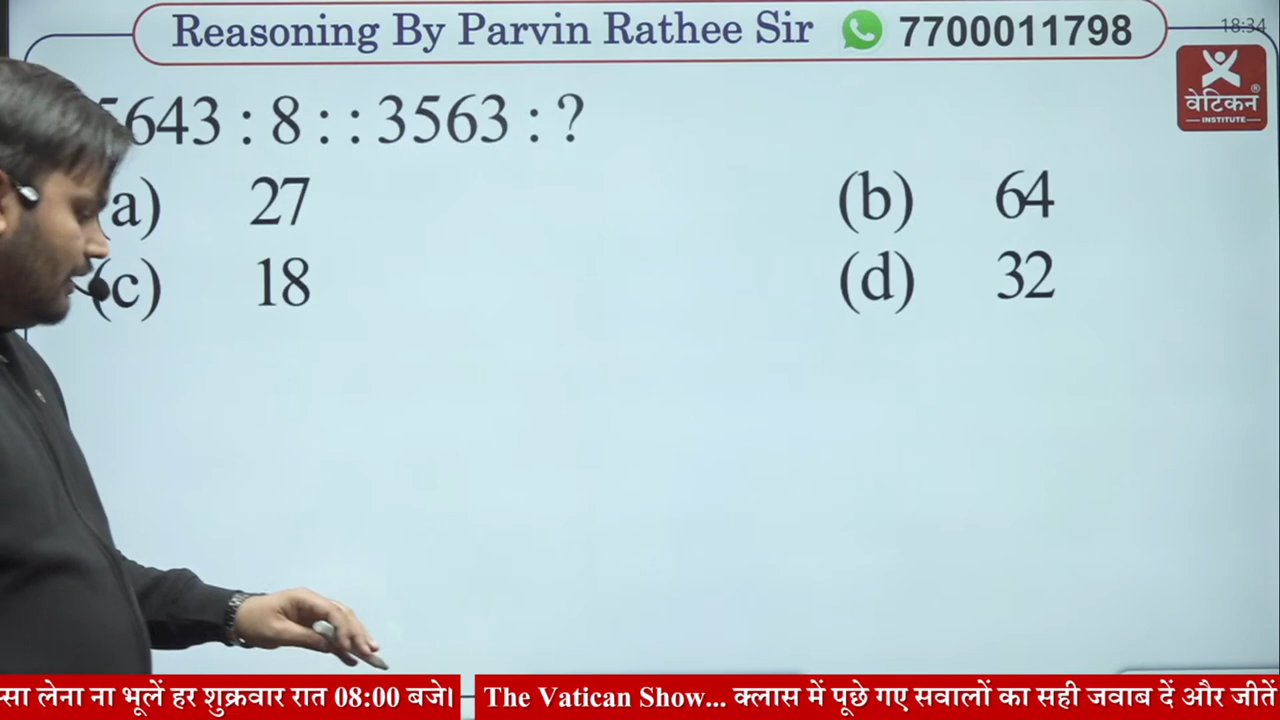 Reasoning By Parvin Rathee Sir 7700011798
18:34
वेटिकन®
INSTITUTE
5643 : 8 : : 3563 : ?
(a) 27 (b) 64
(c) 18 (d) 32
सा लेना ना भूलें हर शुक्रवार रात 08:00 बजे। The Vatican Show... क्लास में पूछे गए सवालों का सही जवाब दें और जीतें